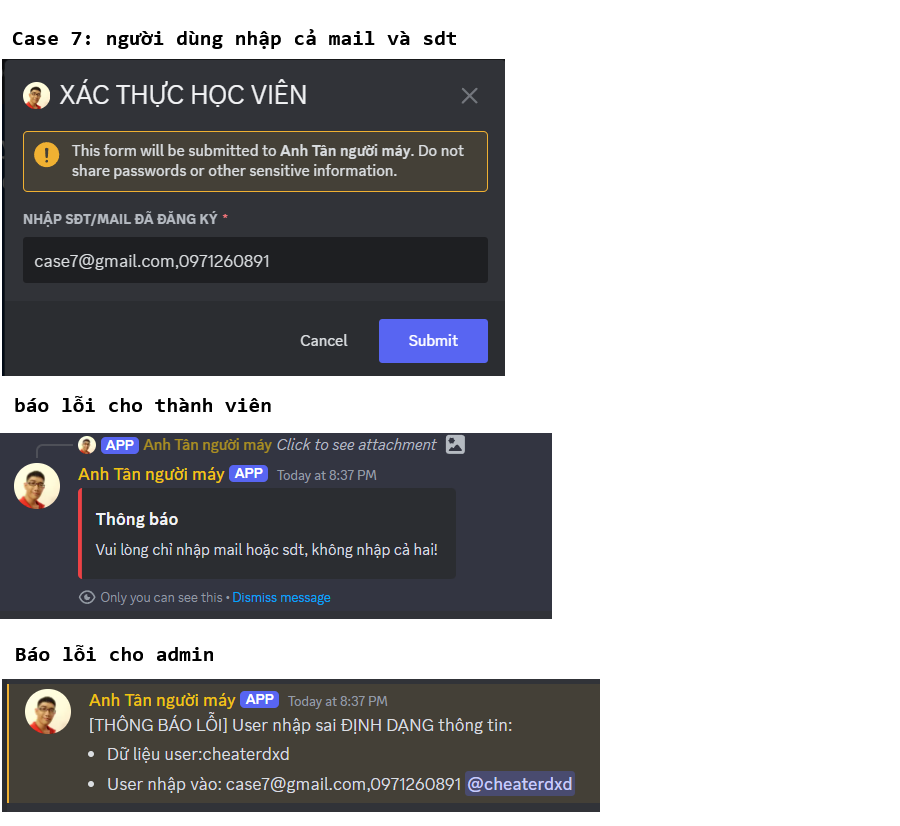 Case 7: người dùng nhập cả mail và sdt
XÁC THỰC HỌC VIÊN
This form will be submitted to Anh Tân người máy. Do not
share passwords or other sensitive information.
NHẬP SĐT/MAIL ĐÃ ĐĂNG KÝ *
case7@gmail.com,0971260891
Cancel Submit
báo lỗi cho thành viên
APP Anh Tân người máy Click to see attachment
Anh Tân người máy APP Today at 8:37 PM
Thông báo
Vui lòng chỉ nhập mail hoặc sdt, không nhập cả hai!
Only you can see this • Dismiss message
Báo lỗi cho admin
Anh Tân người máy APP Today at 8:37 PM
[THÔNG BÁO LỖI] User nhập sai ĐỊNH DẠNG thông tin:
• Dữ liệu user:cheaterdxd
• User nhập vào: case7@gmail.com,0971260891 @cheaterdxd